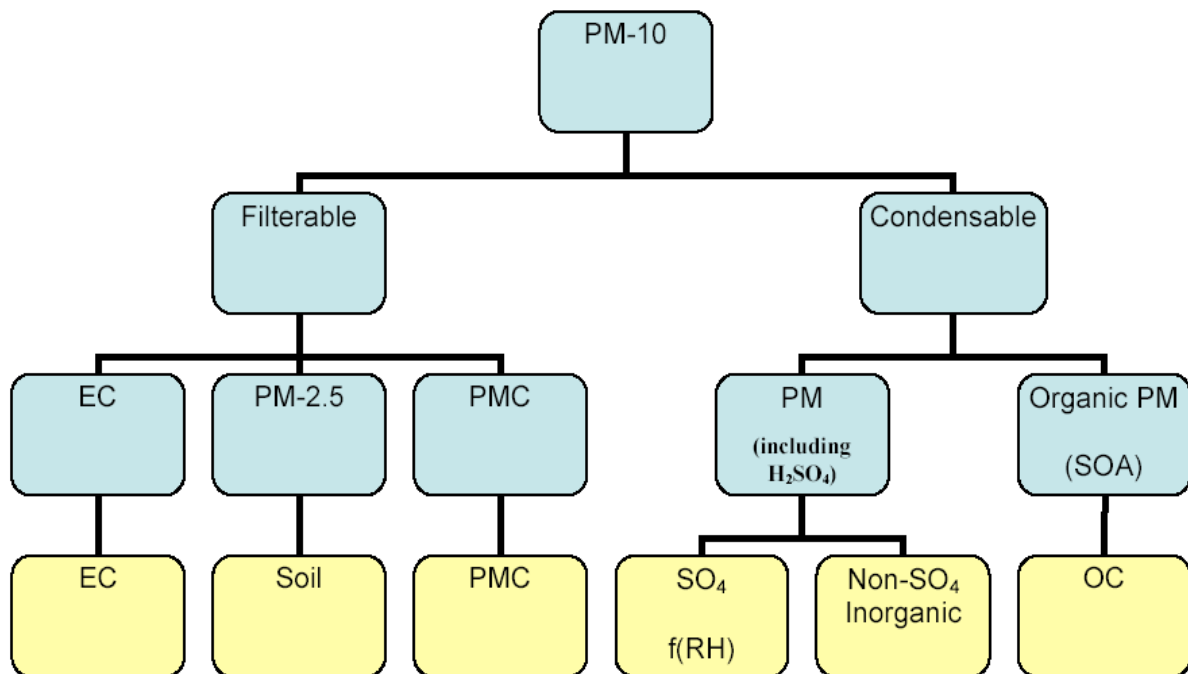 PM-10
Filterable
Condensable
EC
PM-2.5
PMC
PM
(including
H₂SO₄)
Organic PM
(SOA)
EC
Soil
PMC
SO₄
f(RH)
Non-SO₄
Inorganic
OC